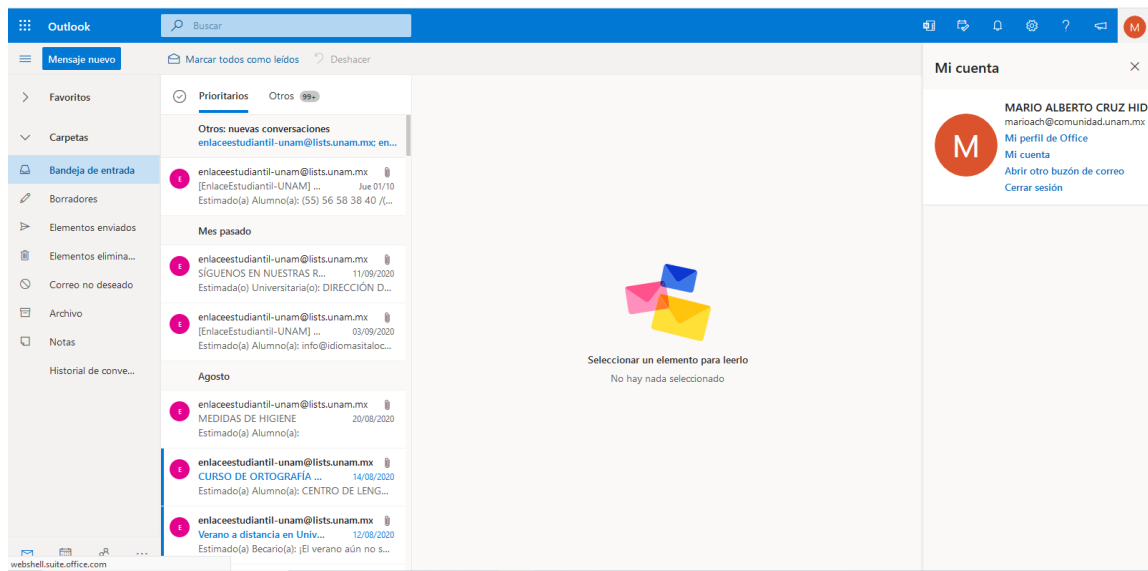 Outlook
Buscar
M
Mensaje nuevo
Marcar todos como leídos
Deshacer
Favoritos
Carpetas
Bandeja de entrada
Borradores
Elementos enviados
Elementos elimina...
Correo no deseado
Archivo
Notas
Historial de conve...
webshell.suite.office.com
Prioritarios Otros 99+
Otros: nuevas conversaciones
enlaceestudiantil-unam@lists.unam.mx; en...
E
enlaceestudiantil-unam@lists.unam.mx
[EnlaceEstudiantil-UNAM] ... Jue 01/10
Estimado(a) Alumno(a): (55) 56 58 38 40 /(...
Mes pasado
E
enlaceestudiantil-unam@lists.unam.mx
SÍGUENOS EN NUESTRAS R... 11/09/2020
Estimada(o) Universitaria(o): DIRECCIÓN D...
E
enlaceestudiantil-unam@lists.unam.mx
[EnlaceEstudiantil-UNAM] ... 03/09/2020
Estimado(a) Alumno(a): info@idiomasitaloc...
Agosto
E
enlaceestudiantil-unam@lists.unam.mx
MEDIDAS DE HIGIENE 20/08/2020
Estimado(a) Alumno(a):
E
enlaceestudiantil-unam@lists.unam.mx
CURSO DE ORTOGRAFÍA ... 14/08/2020
Estimado(a) Alumno(a): CENTRO DE LENG...
E
enlaceestudiantil-unam@lists.unam.mx
Verano a distancia en Univ... 12/08/2020
Estimado(a) Becario(a): ¡El verano aún no s...
Seleccionar un elemento para leerlo
No hay nada seleccionado
Mi cuenta
M
MARIO ALBERTO CRUZ HID
marioach@comunidad.unam.mx
Mi perfil de Office
Mi cuenta
Abrir otro buzón de correo
Cerrar sesión